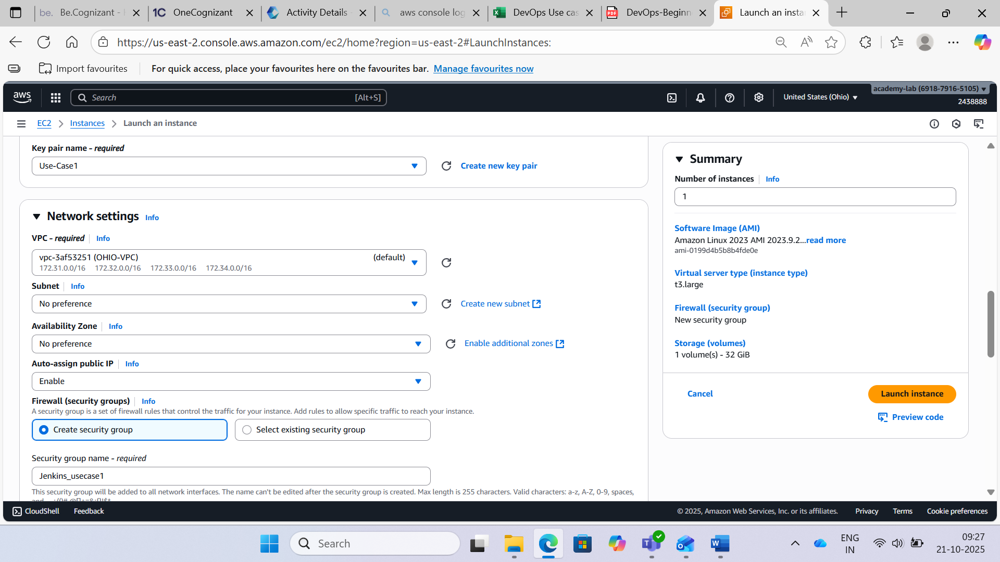 be. Be.Cognizant - H
1C OneCognizant
Activity Details -
aws console log
DevOps Use cas
PDF DevOps-Beginn
Launch an insta
https://us-east-2.console.aws.amazon.com/ec2/home?region=us-east-2#LaunchInstances:
Import favourites
For quick access, place your favourites here on the favourites bar. Manage favourites now
aws
Search
[Alt+S]
United States (Ohio)
academy-lab (6918-7916-5105)
2438888
EC2
Instances
Launch an instance
Key pair name - required
Use-Case1
Create new key pair
Network settings Info
VPC - required Info
vpc-3af53251 (OHIO-VPC) (default)
172.31.0.0/16 172.32.0.0/16 172.33.0.0/16 172.34.0.0/16
Subnet Info
No preference
Create new subnet
Availability Zone Info
No preference
Enable additional zones
Auto-assign public IP Info
Enable
Firewall (security groups) Info
A security group is a set of firewall rules that control the traffic for your instance. Add rules to allow specific traffic to reach your instance.
Create security group
Select existing security group
Security group name - required
Jenkins_usecase1
This security group will be added to all network interfaces. The name can't be edited after the security group is created. Max length is 255 characters. Valid characters: a-z, A-Z, 0-9, spaces,
Summary
Number of instances Info
1
Software Image (AMI)
Amazon Linux 2023 AMI 2023.9.2...read more
ami-0199d4b5b8b4fde0e
Virtual server type (instance type)
t3.large
Firewall (security group)
New security group
Storage (volumes)
1 volume(s) - 32 GiB
Cancel
Launch instance
Preview code
CloudShell
Feedback
© 2025, Amazon Web Services, Inc. or its affiliates.
Privacy
Terms
Cookie preferences
Search
ENG
IN
09:27
21-10-2025